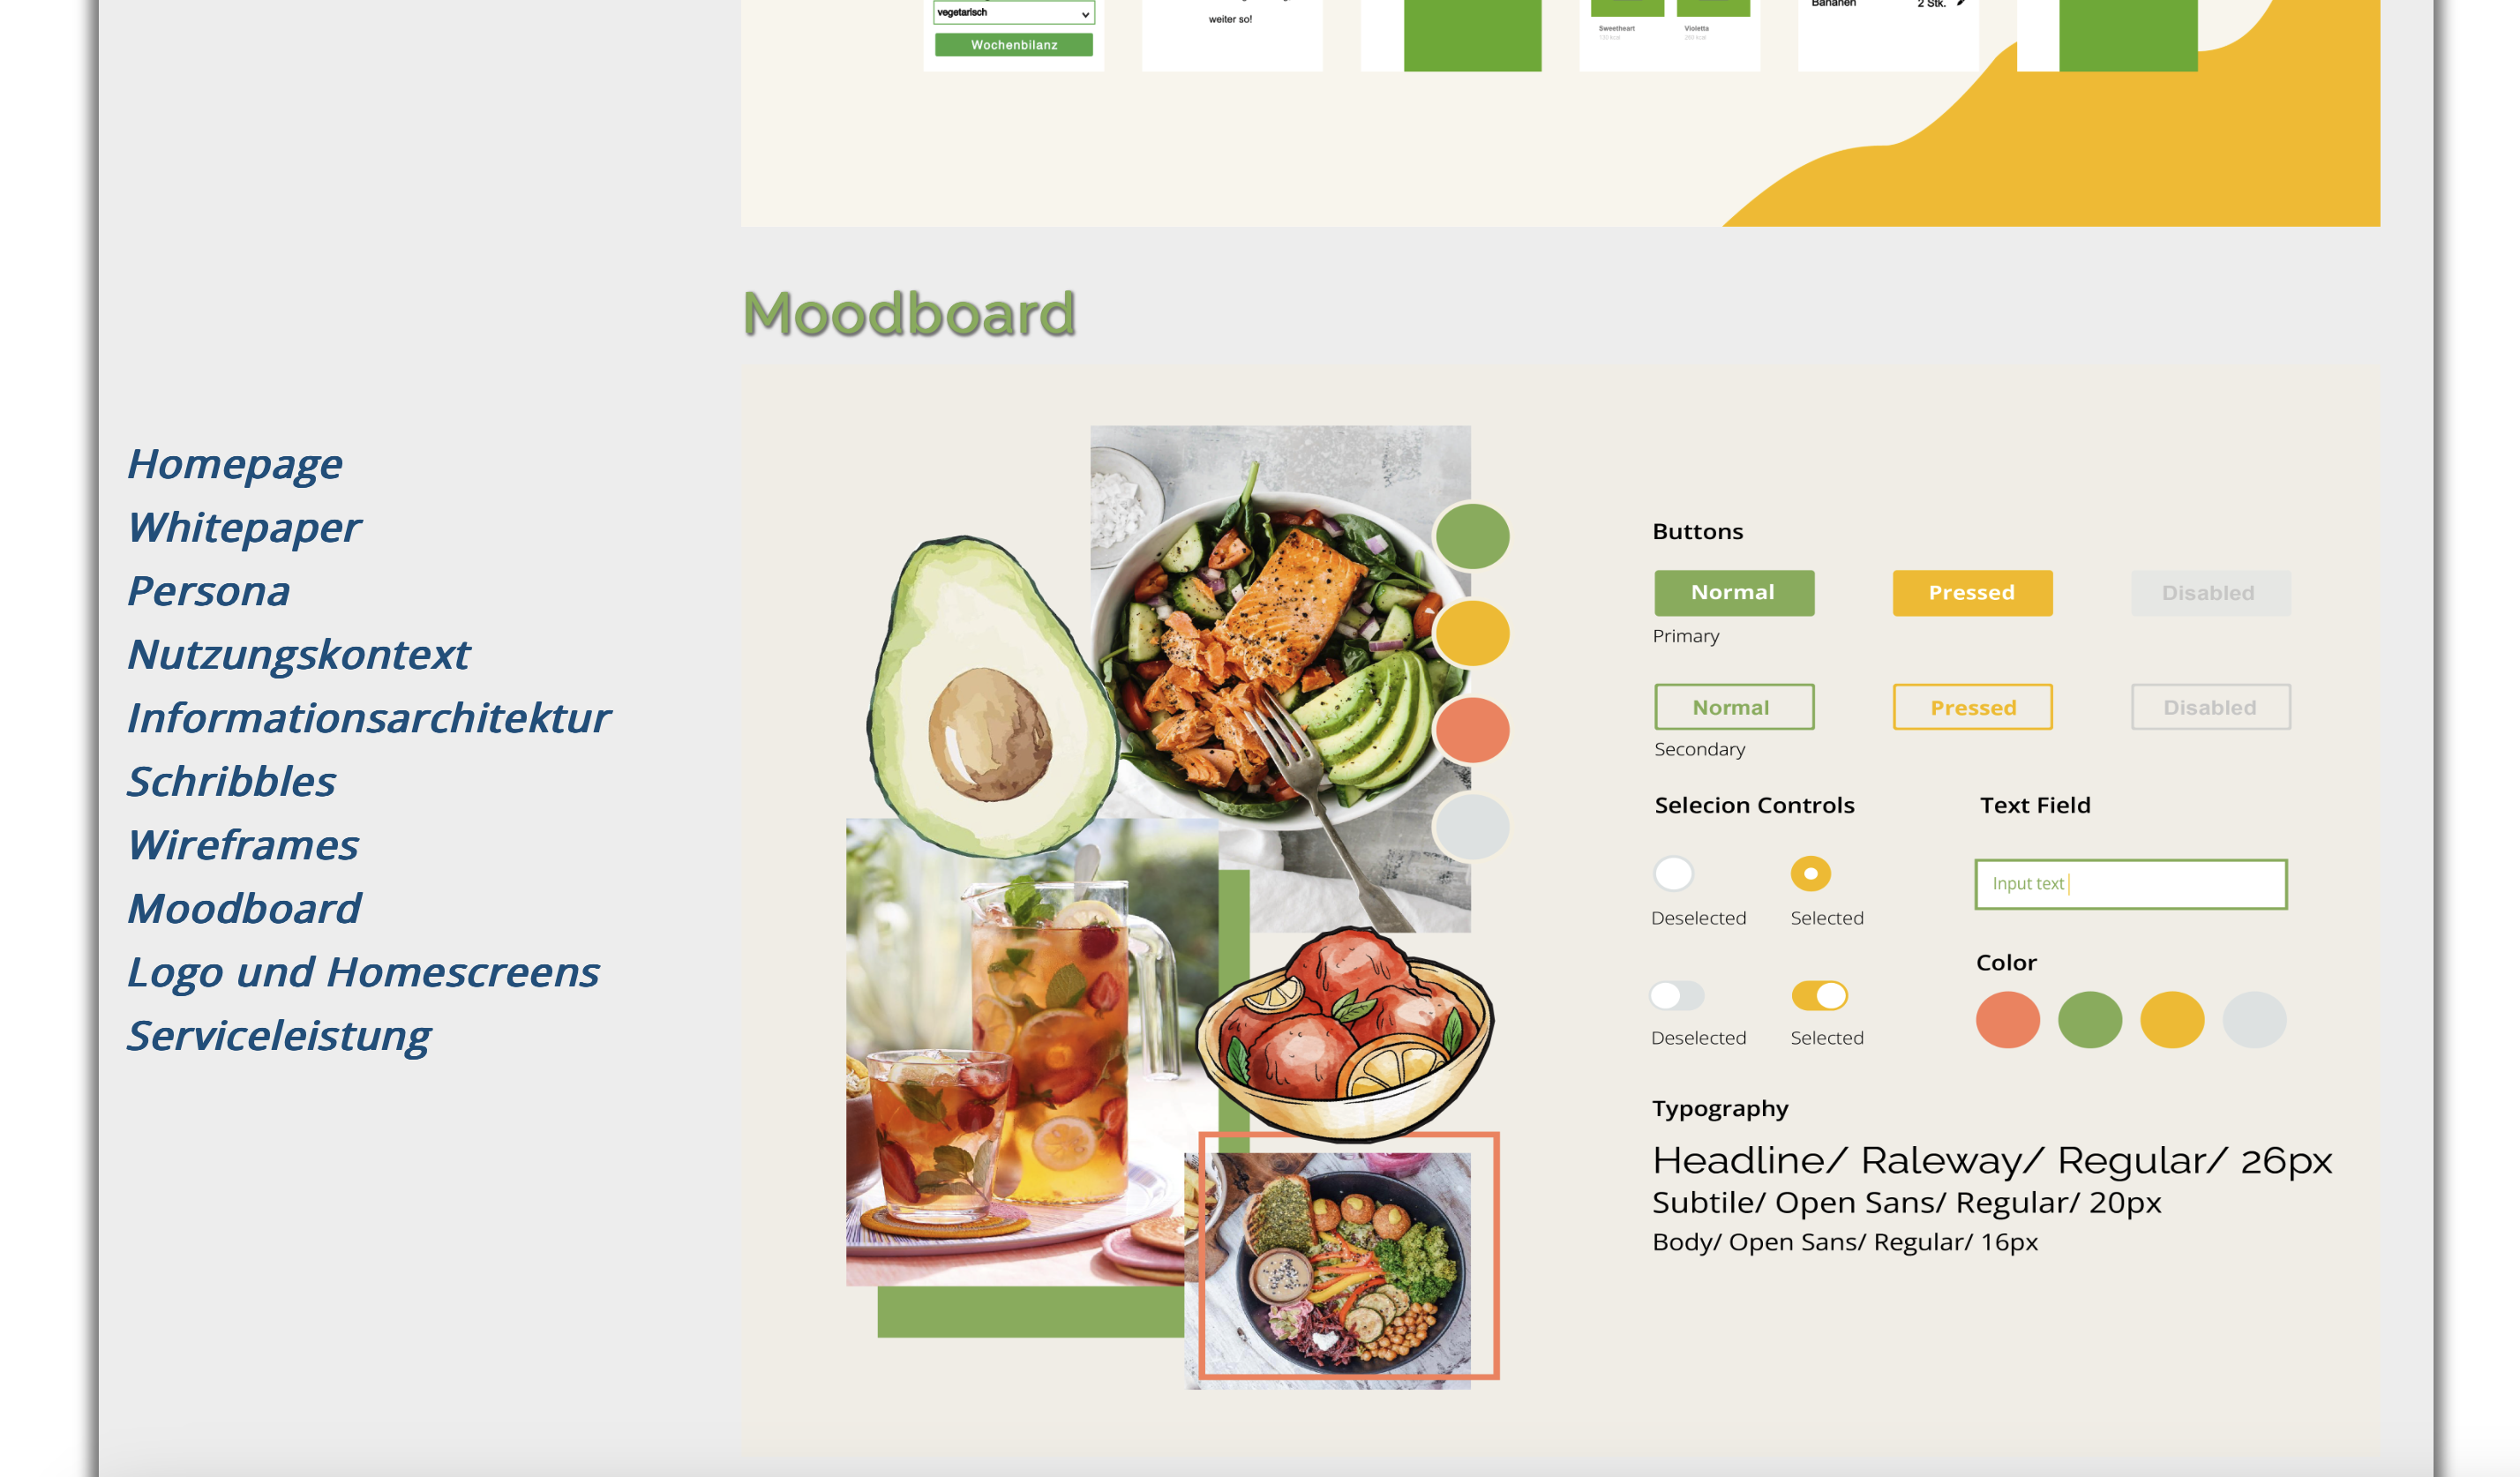 vegetarisch
Wochenbilanz
weiter so!
Sweetheart
Violetta
Bananen 2 Stk.
Moodboard
Homepage
Whitepaper
Persona
Nutzungskontext
Informationsarchitektur
Schribbles
Wireframes
Moodboard
Logo und Homescreens
Serviceleistung
Buttons
Normal Pressed Disabled
Primary
Normal Pressed Disabled
Secondary
Selecion Controls
Deselected Selected
Deselected Selected
Text Field
Input text
Color
Typography
Headline/ Raleway/ Regular/ 26px
Subtile/ Open Sans/ Regular/ 20px
Body/ Open Sans/ Regular/ 16px